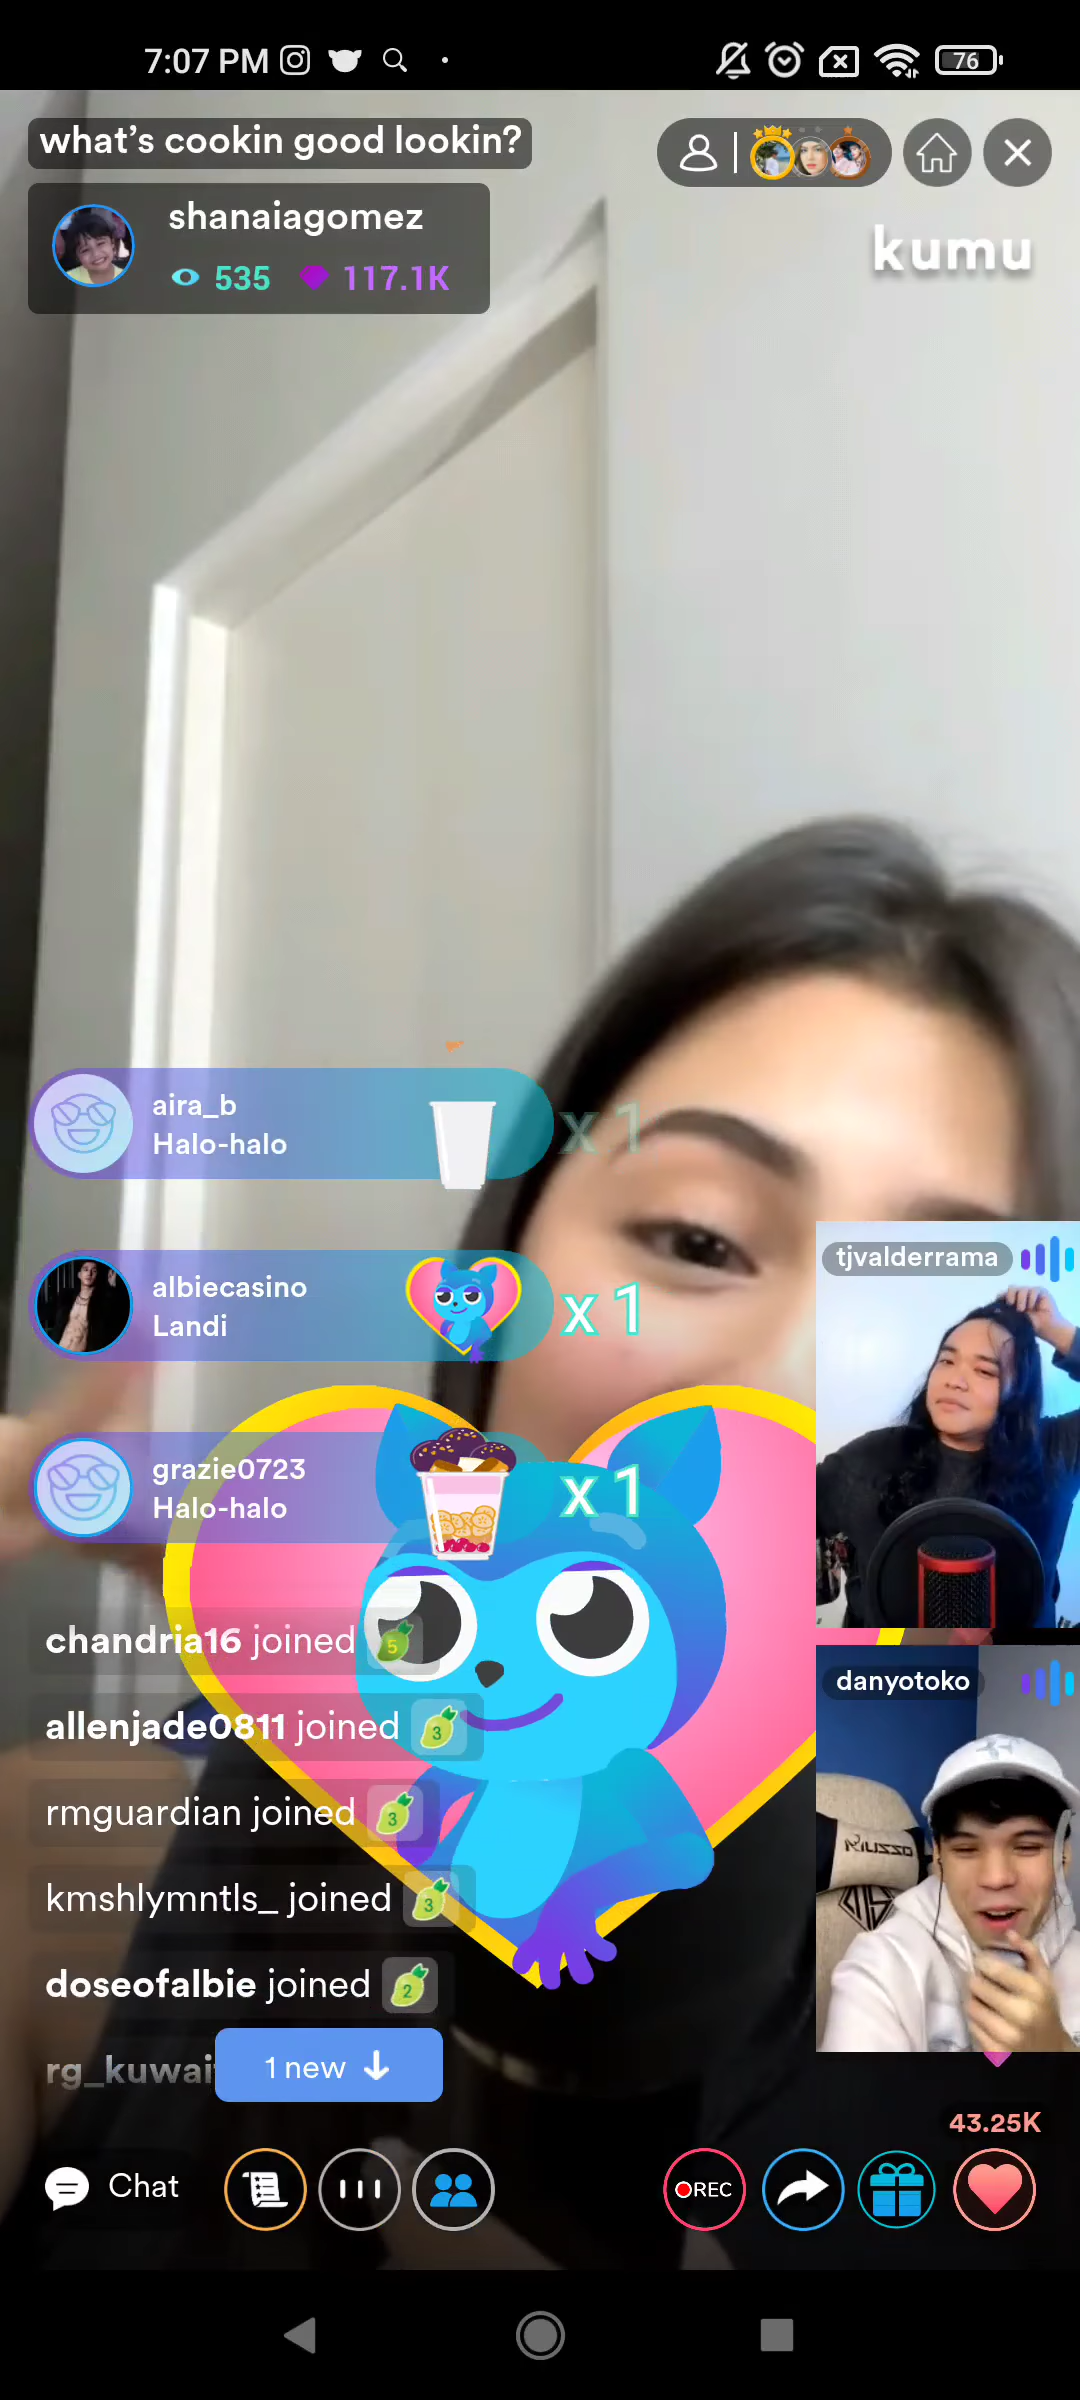 7:07 PM
76
what's cookin good lookin?
shanaiagomez
535 117.1K
kumu
aira_b
Halo-halo
x 1
tjvalderrama
albiecasino
Landi
x 1
grazie0723
Halo-halo
x 1
chandria16 joined 5
danyotoko
allenjade0811 joined 3
rmguardian joined 3
kmshlymntls_ joined 3
doseofalbie joined 2
1 new
43.25K
Chat
REC